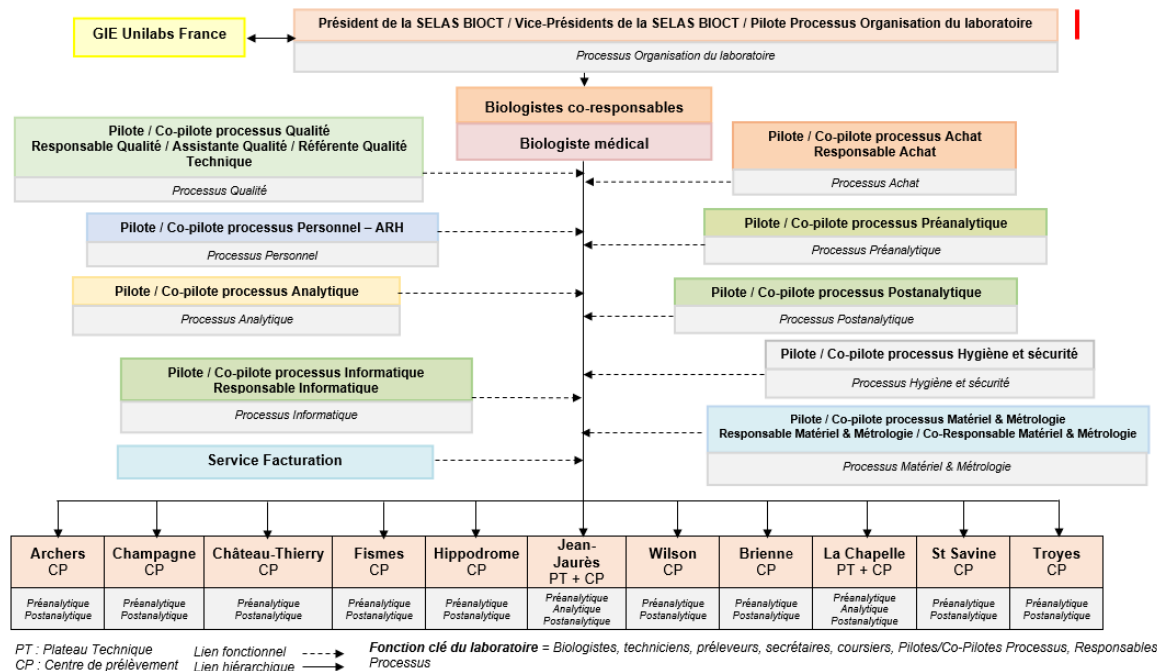 GIE Unilabs France
Président de la SELAS BIOCT / Vice-Présidents de la SELAS BIOCT / Pilote Processus Organisation du laboratoire
Processus Organisation du laboratoire
Biologistes co-responsables
Biologiste médical
Pilote / Co-pilote processus Qualité
Responsable Qualité / Assistante Qualité / Référente Qualité
Technique
Processus Qualité
Pilote / Co-pilote processus Achat
Responsable Achat
Processus Achat
Pilote / Co-pilote processus Personnel – ARH
Processus Personnel
Pilote / Co-pilote processus Préanalytique
Processus Préanalytique
Pilote / Co-pilote processus Analytique
Processus Analytique
Pilote / Co-pilote processus Postanalytique
Processus Postanalytique
Pilote / Co-pilote processus Hygiène et sécurité
Processus Hygiène et sécurité
Pilote / Co-pilote processus Informatique
Responsable Informatique
Processus Informatique
Pilote / Co-pilote processus Matériel & Métrologie
Responsable Matériel & Métrologie / Co-Responsable Matériel & Métrologie
Processus Matériel & Métrologie
Service Facturation
Archers
CP
Préanalytique
Postanalytique
Champagne
CP
Préanalytique
Postanalytique
Château-Thierry
CP
Préanalytique
Postanalytique
Fismes
CP
Préanalytique
Postanalytique
Hippodrome
CP
Préanalytique
Postanalytique
Jean-
Jaurès
PT + CP
Préanalytique
Analytique
Postanalytique
Wilson
CP
Préanalytique
Postanalytique
Brienne
CP
Préanalytique
Postanalytique
La Chapelle
PT + CP
Préanalytique
Analytique
Postanalytique
St Savine
CP
Préanalytique
Postanalytique
Troyes
CP
Préanalytique
Postanalytique
PT : Plateau Technique
CP : Centre de prélèvement
Lien fonctionnel
Lien hiérarchique
Fonction clé du laboratoire = Biologistes, techniciens, préleveurs, secrétaires, coursiers, Pilotes/Co-Pilotes Processus, Responsables
Processus